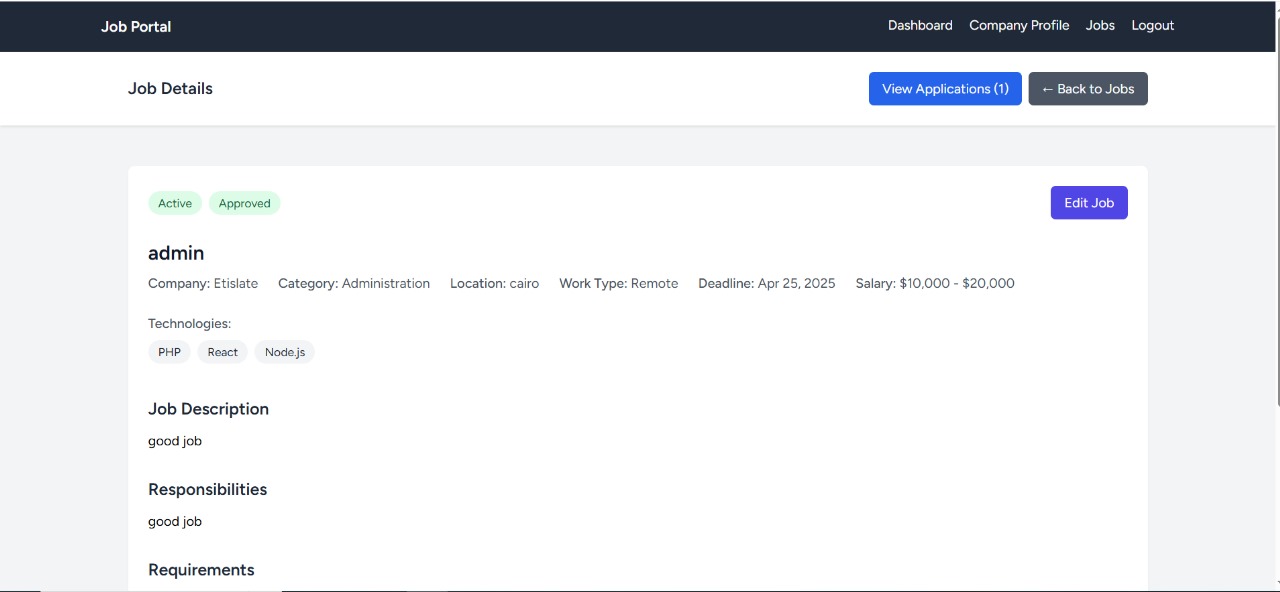 Job Portal
Dashboard Company Profile Jobs Logout
Job Details
View Applications (1) ← Back to Jobs
Active Approved
Edit Job
admin
Company: Etislate Category: Administration Location: cairo Work Type: Remote Deadline: Apr 25, 2025 Salary: $10,000 - $20,000
Technologies:
PHP React Node.js
Job Description
good job
Responsibilities
good job
Requirements